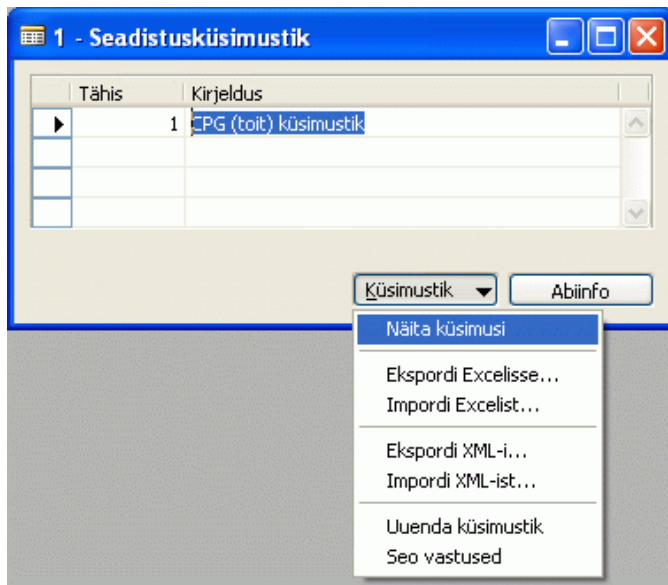 1 - Seadistusküsimustik
Tähis Kirjeldus
1 CPG (toit) küsimustik
Küsimustik Abiinfo
Näita küsimusi
Ekspordi Excelisse...
Impordi Excelist...
Ekspordi XML-i...
Impordi XML-ist...
Uuenda küsimustik
Seo vastused